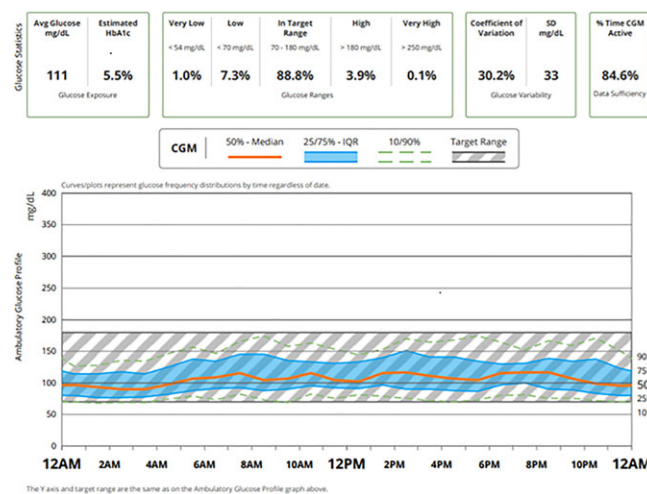 Glucose Statistics
Avg Glucose
mg/dL
111
Estimated
HbA1c
5.5%
Glucose Exposure
Very Low
< 54 mg/dL
1.0%
Low
< 70 mg/dL
7.3%
In Target
Range
70 - 180 mg/dL
88.8%
High
> 180 mg/dL
3.9%
Very High
> 250 mg/dL
0.1%
Glucose Ranges
Coefficient of
Variation
30.2%
SD
mg/dL
33
Glucose Variability
% Time CGM
Active
84.6%
Data Sufficiency
CGM
50% - Median
25/75% - IQR
10/90%
Target Range
Curves/plots represent glucose frequency distributions by time regardless of date.
mg/dL
Ambulatory Glucose Profile
400
350
300
250
200
150
100
50
0
90
75
50
25
10
12AM 2AM 4AM 6AM 8AM 10AM 12PM 2PM 4PM 6PM 8PM 10PM 12AM
The Y axis and target range are the same as on the Ambulatory Glucose Profile graph above.